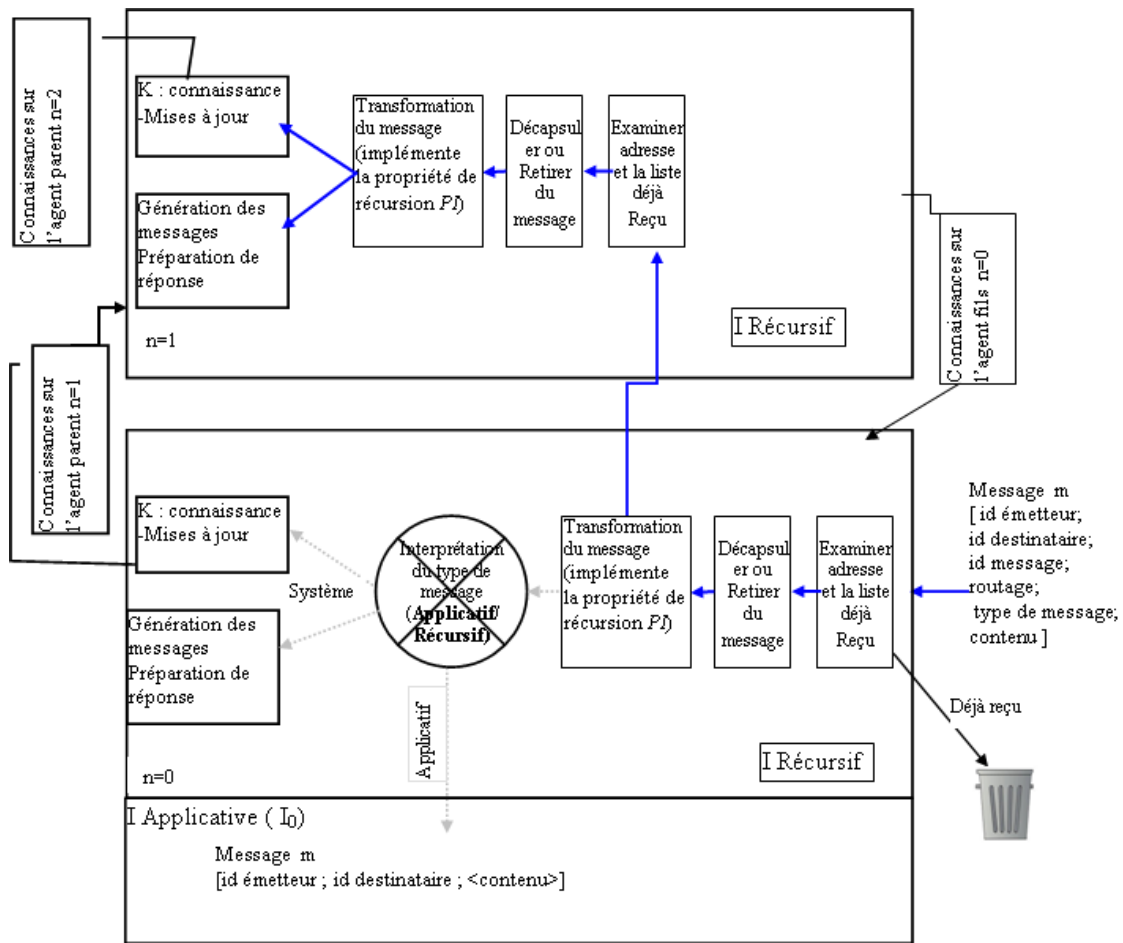 Connaissances sur
l'agent parent n=2
K : connaissance
-Mises à jour
Génération des
messages
Préparation de
réponse
n=1
Transformation
du message
(implémente
la propriété de
récursion PI)
Décapsul
er ou
Retirer
du
message
Examiner
adresse
et la liste
déjà
Reçu
I Récursif
Connaissances sur
l'agent fils n=0
Connaissances sur
l'agent parent n=1
K : connaissance
-Mises à jour
Génération des
messages
Préparation de
réponse
n=0
Système
Interprétation
du type de
message
(Applicatif/
Récursif)
Applicatif
Transformation
du message
(implémente
la propriété de
récursion PI)
Décapsul
er ou
Retirer
du
message
Examiner
adresse
et la liste
déjà
Reçu
I Récursif
Message m
[ id émetteur;
id destinataire;
id message;
routage;
type de message;
contenu ]
Déjà reçu
I Applicative ( I₀)
Message m
[id émetteur ; id destinataire ; <contenu>]